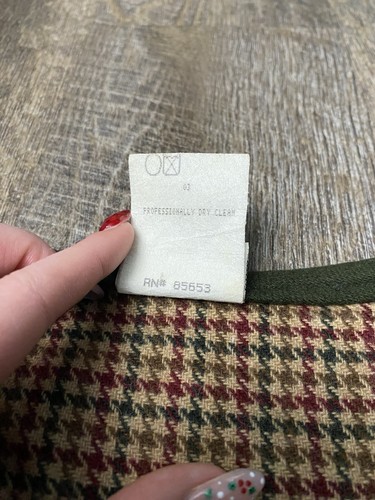 03
PROFESSIONALLY DRY CLEAN
RN# 85653